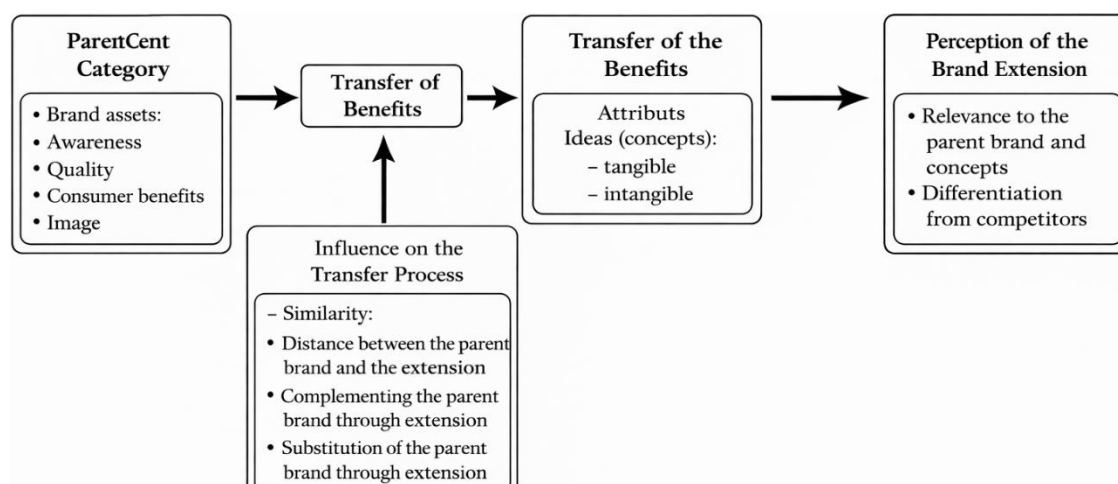 ParentCent
Category
• Brand assets:
• Awareness
• Quality
• Consumer benefits
• Image
Transfer of
Benefits
Transfer of the
Benefits
Attributs
Ideas (concepts):
– tangible
– intangible
Perception of the
Brand Extension
• Relevance to the
parent brand and
concepts
• Differentiation
from competitors
Influence on the
Transfer Process
– Similarity:
• Distance between the parent
brand and the extension
• Complementing the parent
brand through extension
• Substitution of the parent
brand through extension